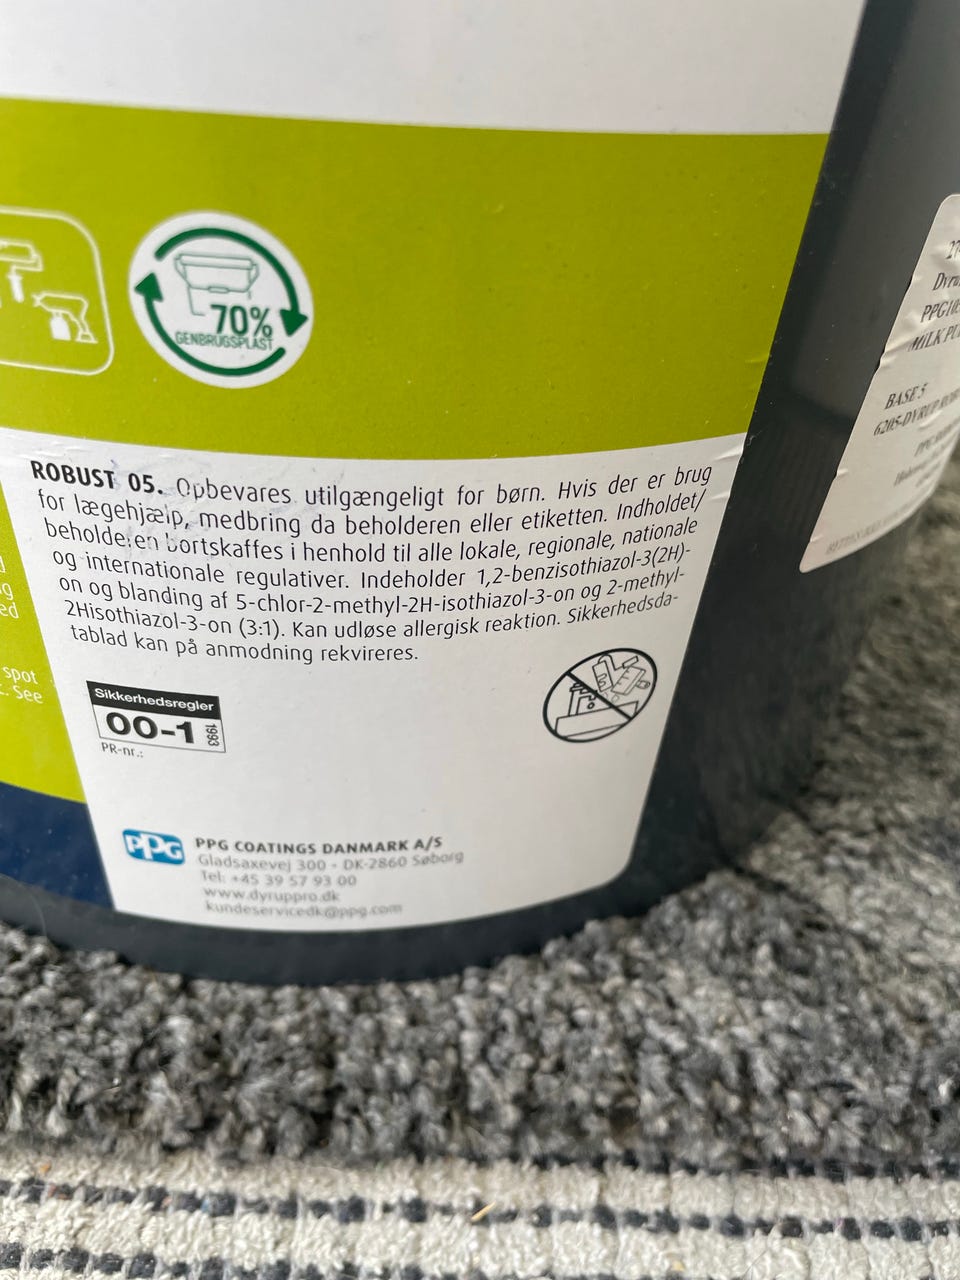 70%
GENBRUGSPLAST
ROBUST 05. Opbevares utilgængeligt for børn. Hvis der er brug
for lægehjælp, medbring da beholderen eller etiketten. Indholdet/
beholderen bortskaffes i henhold til alle lokale, regionale, nationale
og internationale regulativer. Indeholder 1,2-benzisothiazol-3(2H)-
on og blanding af 5-chlor-2-methyl-2H-isothiazol-3-on og 2-methyl-
2Hisothiazol-3-on (3:1). Kan udløse allergisk reaktion. Sikkerhedsda-
tablad kan på anmodning rekvireres.
spot
See
Sikkerhedsregler
00-1 1993
PR-nr.:
PPG
PPG COATINGS DANMARK A/S
Gladsaxevej 300 - DK-2860 Søborg
Tel: +45 39 57 93 00
www.dyruppro.dk
kundeservicedk@ppg.com
MILK
BASE 5
6205-DYRUP